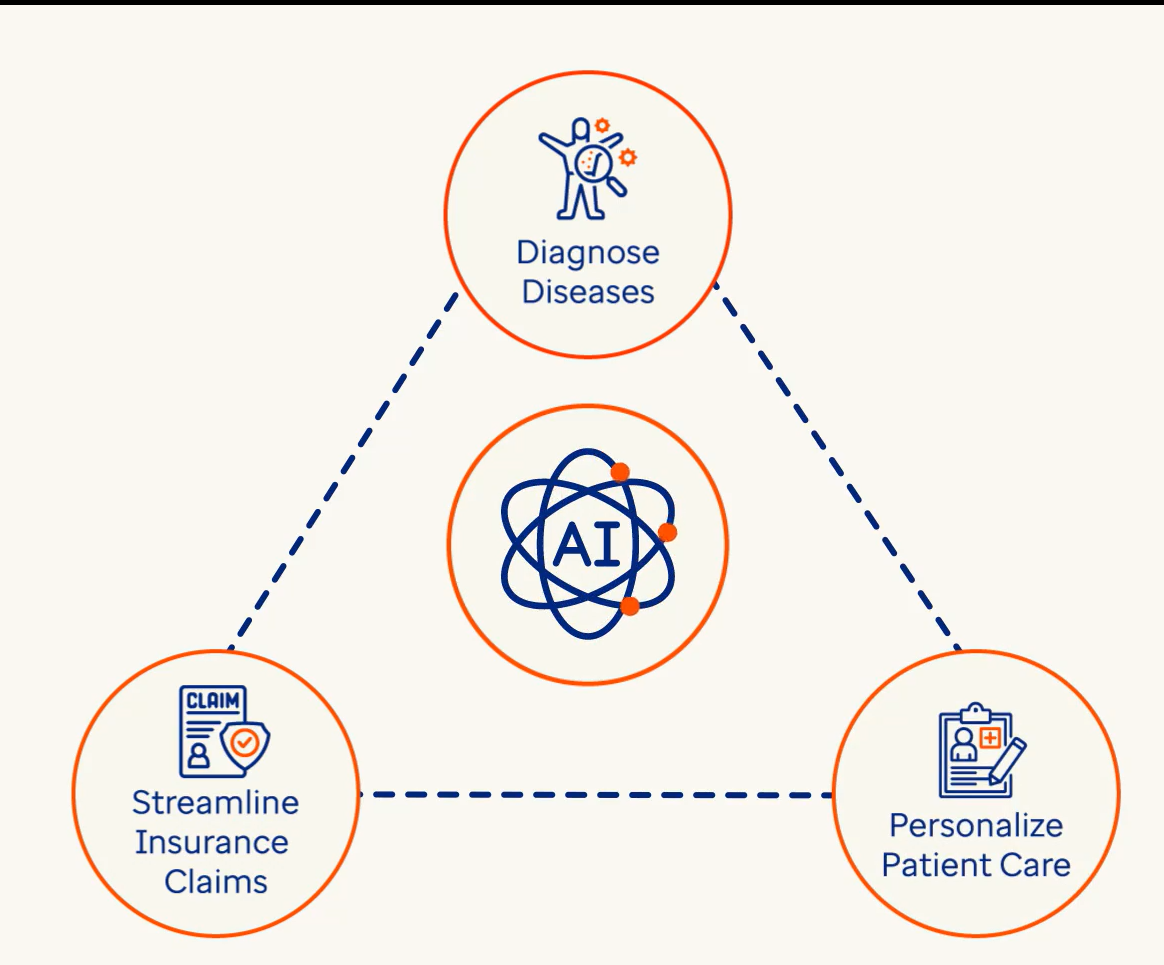 Diagnose
Diseases
AI
CLAIM
Streamline
Insurance
Claims
Personalize
Patient Care